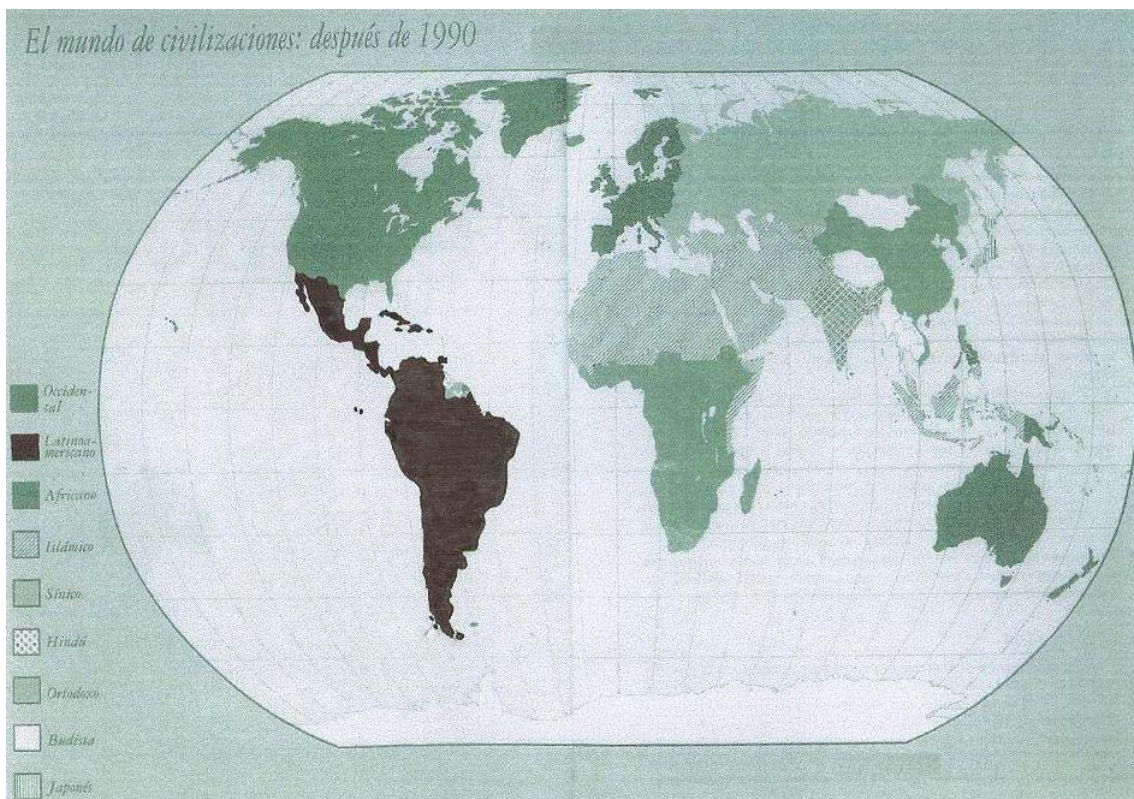 El mundo de civilizaciones: después de 1990
Occiden-
tal
Latinoa-
mericano
Africano
Islámico
Sínico
Hindú
Ortodoxo
Budista
Japonés